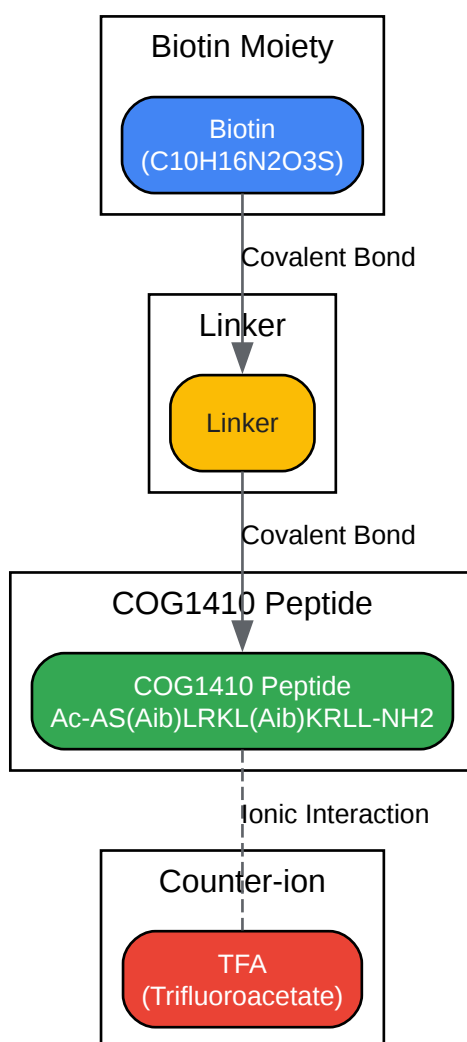 Biotin Moiety
Biotin
(C10H16N2O3S)
Covalent Bond
Linker
Linker
Covalent Bond
COG1410 Peptide
COG1410 Peptide
Ac-AS(Aib)LRKL(Aib)KRLL-NH2
Ionic Interaction
Counter-ion
TFA
(Trifluoroacetate)